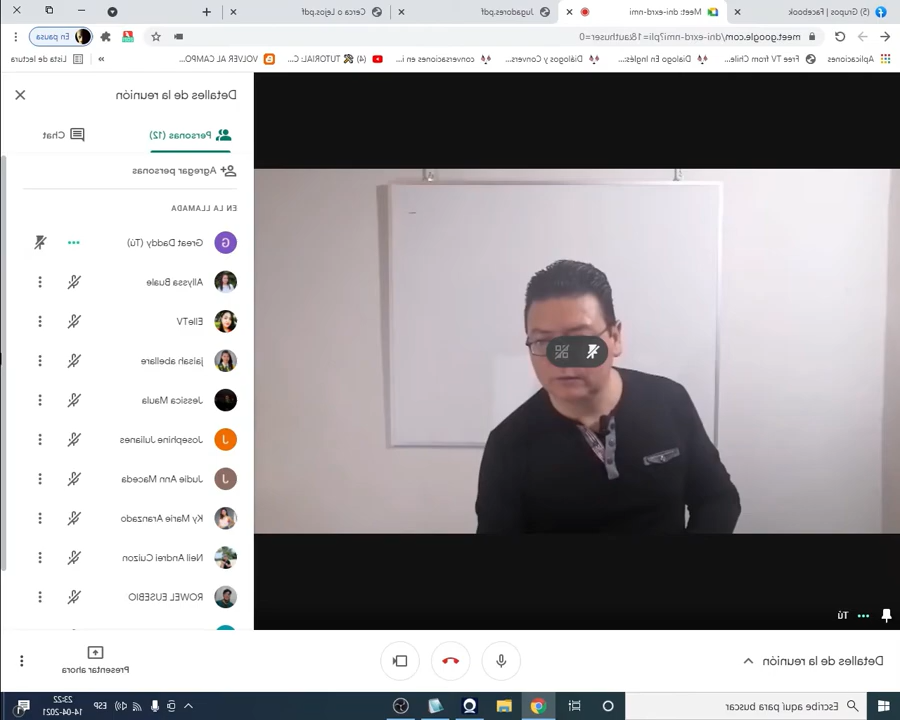 (5) Grupos | Facebook
Meet: dni-exrd-nmi
Jugadores.pdf
Cerca o Lejos.pdf
meet.google.com/dni-exrd-nmi?pli=1&authuser=0
En pausa
Aplicaciones
Free TV from Chile,...
Dialogo en Inglés G...
Diálogos y Convers...
conversaciones en i...
(4) TUTORIAL
C...
VOLVER AL CAMPO
»
Lista de lectura
Detalles de la reunión
Personas (12)
Chat
Agregar personas
EN LA LLAMADA
G
Great Daddy (Tú)
Allyssa Buale
ElleTV
jaisah abellare
Jessica Maula
J
Josephine Julianes
J
Judie Ann Maceda
Ky Marie Aranzado
Neil Andrei Cuizon
ROWEL EUSEBIO
Tú
Detalles de la reunión
Presentar ahora
Escribe aquí para buscar
ESP
23:22
14-04-2021